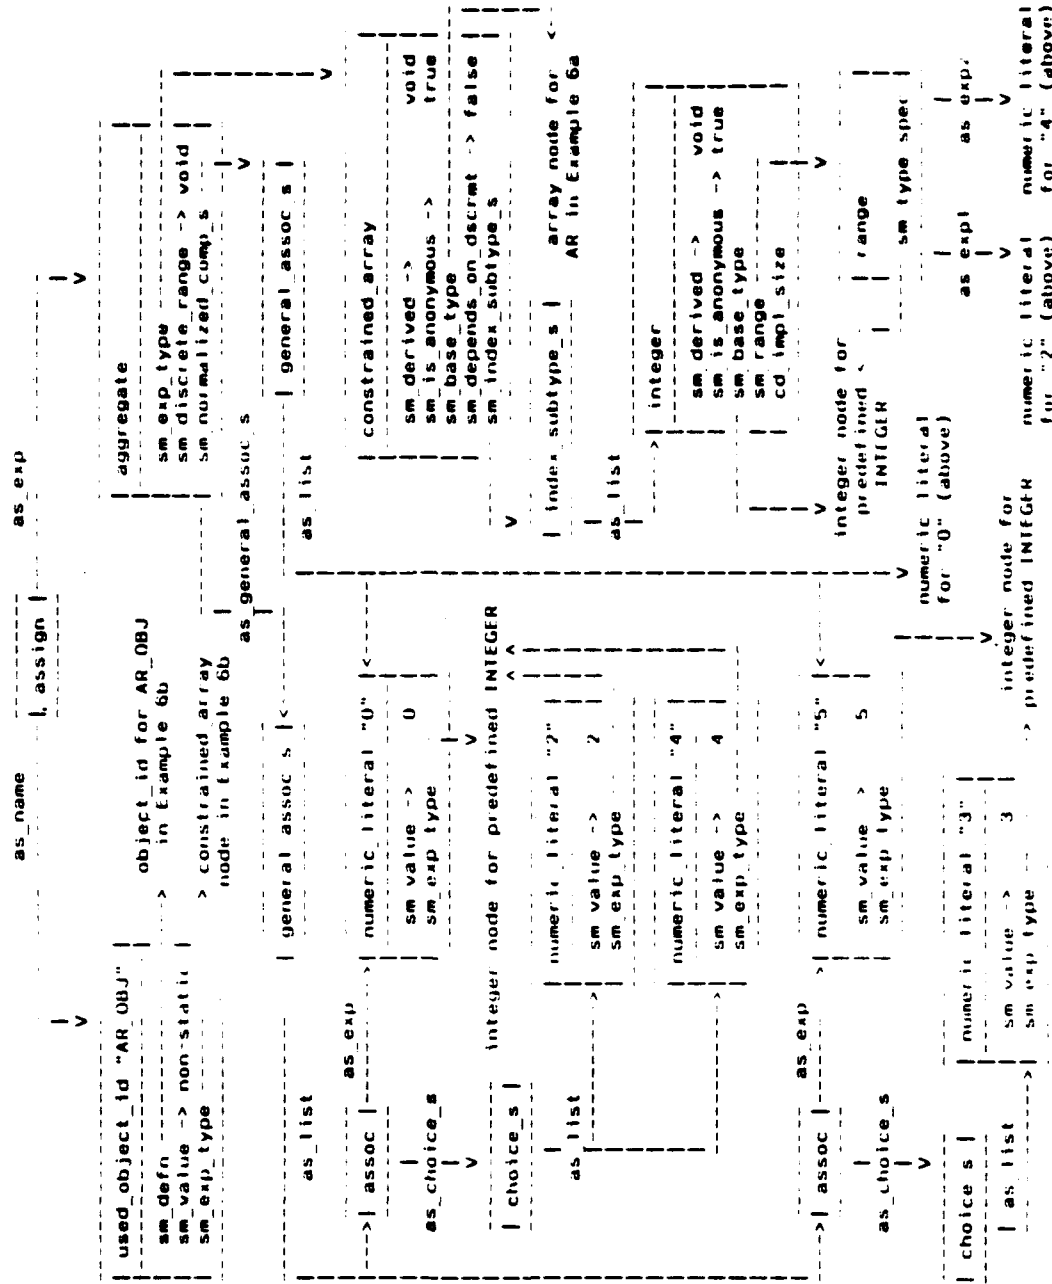 as_name as_exp
assign
used_object_id "AR_OBJ"
sm_defn
sm_value -> non-static
sm_exp_type
object_id for AR_OBJ
in Example 6b
> constrained array
node in Example 6b
aggregate
sm_exp_type
sm_discrete_range -> void
sm_normalized_comp_s
as_general_assoc_s
general_assoc_s
general_assoc_s
as_list
as_list
as_exp
assoc
numeric_literal "0"
sm_value -> 0
sm_exp_type
as_choice_s
choice_s
integer node for predefined INTEGER
as_list
numeric_literal "2"
sm_value -> 2
sm_exp_type
numeric_literal "4"
sm_value -> 4
sm_exp_type
constrained_array
sm_derived -> void
sm_is_anonymous -> true
sm_base_type
sm_depends_on_dscrmt -> false
sm_index_subtype_s
index_subtype_s
array node for
AR in Example 6a
as_list
integer
sm_derived -> void
sm_is_anonymous -> true
sm_base_type
sm_range
cd_impl_size
as_exp
assoc
numeric_literal "5"
sm_value -> 5
sm_exp_type
as_choice_s
choice_s
as_list
numeric_literal "3"
sm_value -> 3
sm_exp_type
integer node for
predefined
INTEGER
range
sm_type_spec
numeric literal
for "0" (above)
integer node for
> predefined INTEGER
as_exp1
numeric literal
for "2" (above)
numeric literal
for "4" (above)